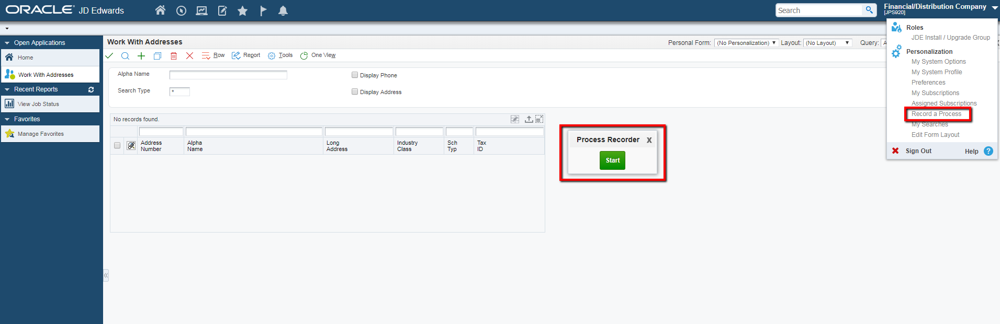 ORACLE JD Edwards
Search
Financial/Distribution Company
[JPS920]
Roles
JDE Install / Upgrade Group
Personalization
My System Options
My System Profile
Preferences
My Subscriptions
Assigned Subscriptions
Record a Process
My Searches
Edit Form Layout
Sign Out
Help ?
Open Applications
Home
Work With Addresses
Recent Reports
View Job Status
Favorites
Manage Favorites
Work With Addresses
Personal Form: (No Personalization) Layout: (No Layout) Query: A
Row Report Tools One View
Alpha Name
Display Phone
Search Type *
Display Address
No records found.
Address Number
Alpha Name
Long Address
Industry Class
Sch Typ
Tax ID
Process Recorder X
Start